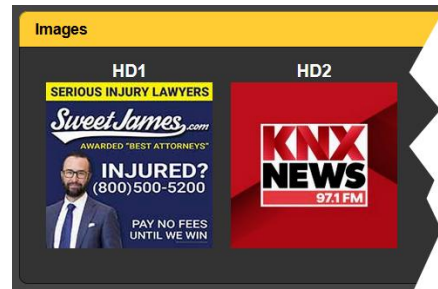 Images
HD1
HD2
SERIOUS INJURY LAWYERS
SweetJames.com
AWARDED "BEST ATTORNEYS"
INJURED?
(800)500-5200
PAY NO FEES
UNTIL WE WIN
KNX
NEWS
97.1 FM